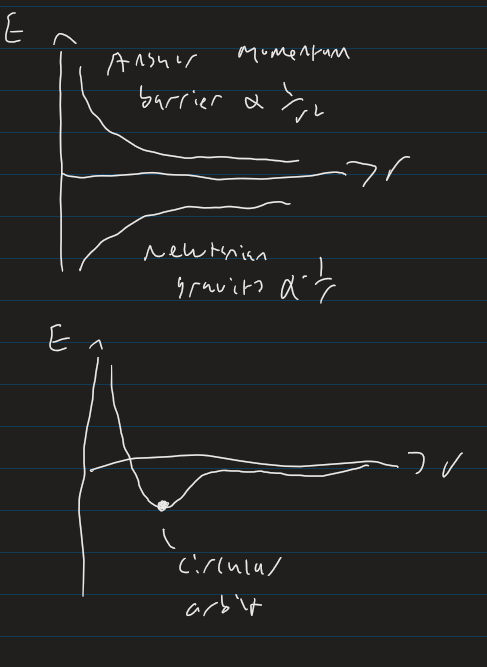 E
Angular momentum
barrier ∝ 1/r²
r
Newtonian
gravity ∝ -1/r
E
r
circular
orbit